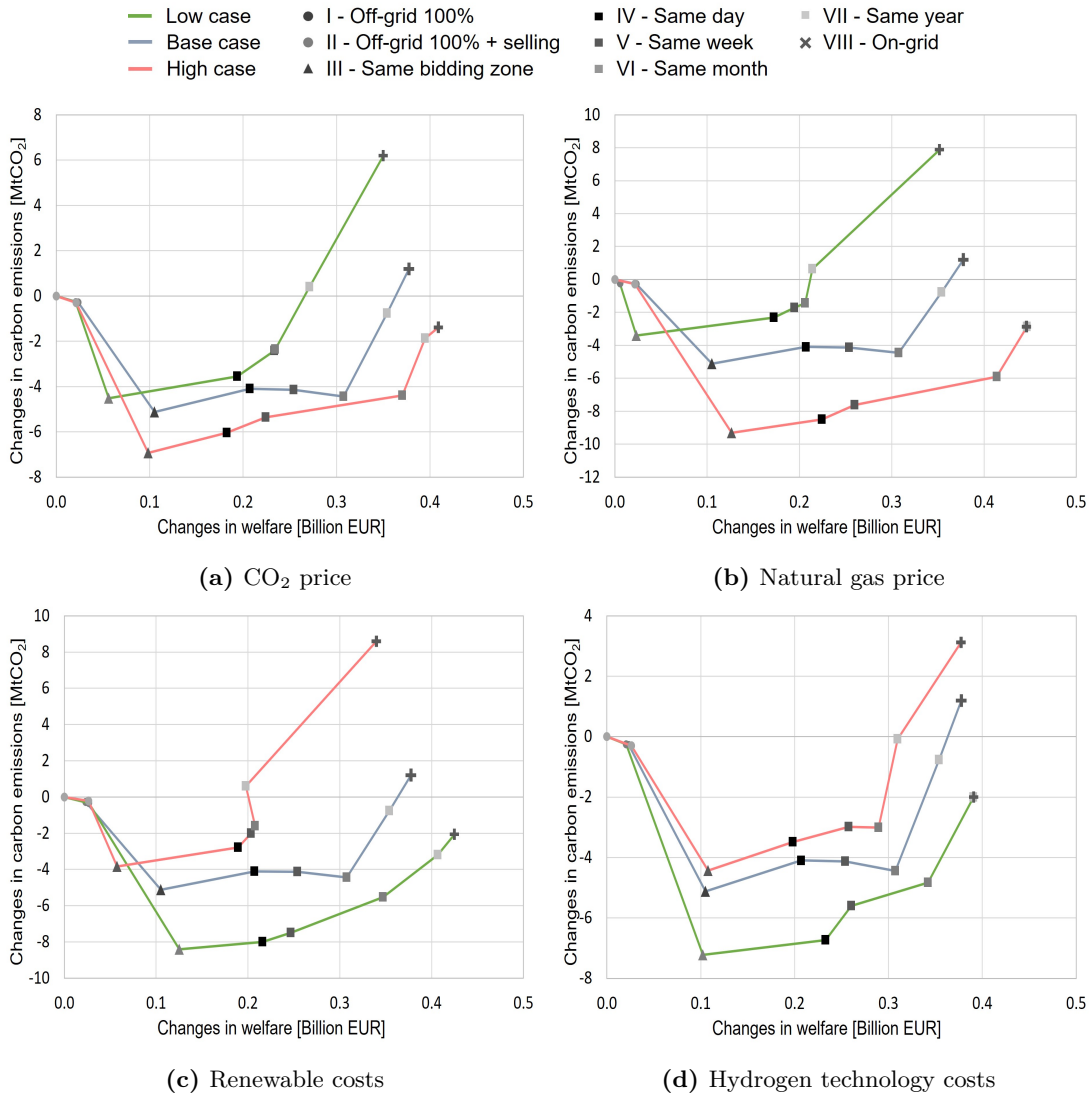 Low case
Base case
High case
I - Off-grid 100%
II - Off-grid 100% + selling
III - Same bidding zone
IV - Same day
V - Same week
VI - Same month
VII - Same year
VIII - On-grid
Changes in carbon emissions [MtCO₂]
8
6
4
2
0
-2
-4
-6
-8
0.0 0.1 0.2 0.3 0.4 0.5
Changes in welfare [Billion EUR]
(a) CO₂ price
Changes in carbon emissions [MtCO₂]
10
8
6
4
2
0
-2
-4
-6
-8
-10
-12
0.0 0.1 0.2 0.3 0.4 0.5
Changes in welfare [Billion EUR]
(b) Natural gas price
Changes in carbon emissions [MtCO₂]
10
8
6
4
2
0
-2
-4
-6
-8
-10
0.0 0.1 0.2 0.3 0.4 0.5
Changes in welfare [Billion EUR]
(c) Renewable costs
Changes in carbon emissions [MtCO₂]
4
2
0
-2
-4
-6
-8
0.0 0.1 0.2 0.3 0.4 0.5
Changes in welfare [Billion EUR]
(d) Hydrogen technology costs